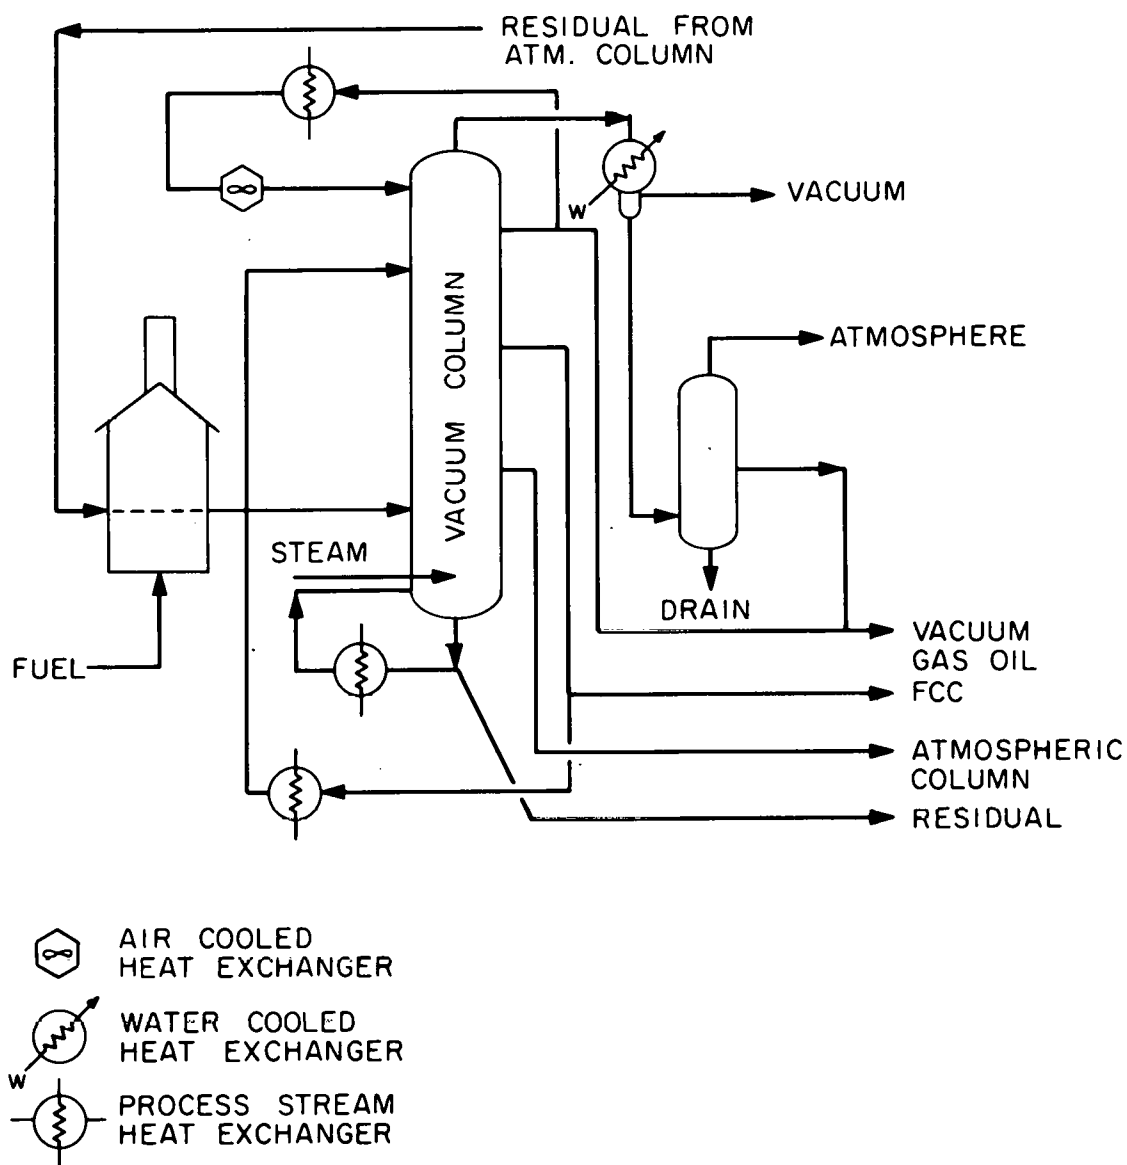 RESIDUAL FROM
ATM. COLUMN
W
VACUUM
VACUUM COLUMN
ATMOSPHERE
STEAM
DRAIN
FUEL
VACUUM
GAS OIL
FCC
ATMOSPHERIC
COLUMN
RESIDUAL
AIR COOLED
HEAT EXCHANGER
WATER COOLED
HEAT EXCHANGER
W
PROCESS STREAM
HEAT EXCHANGER